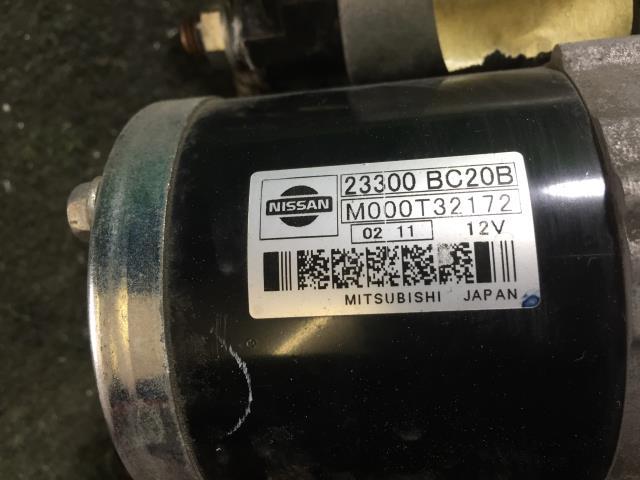 NISSAN
23300 BC20B
M000T32172
02 11 12V
MITSUBISHI JAPAN